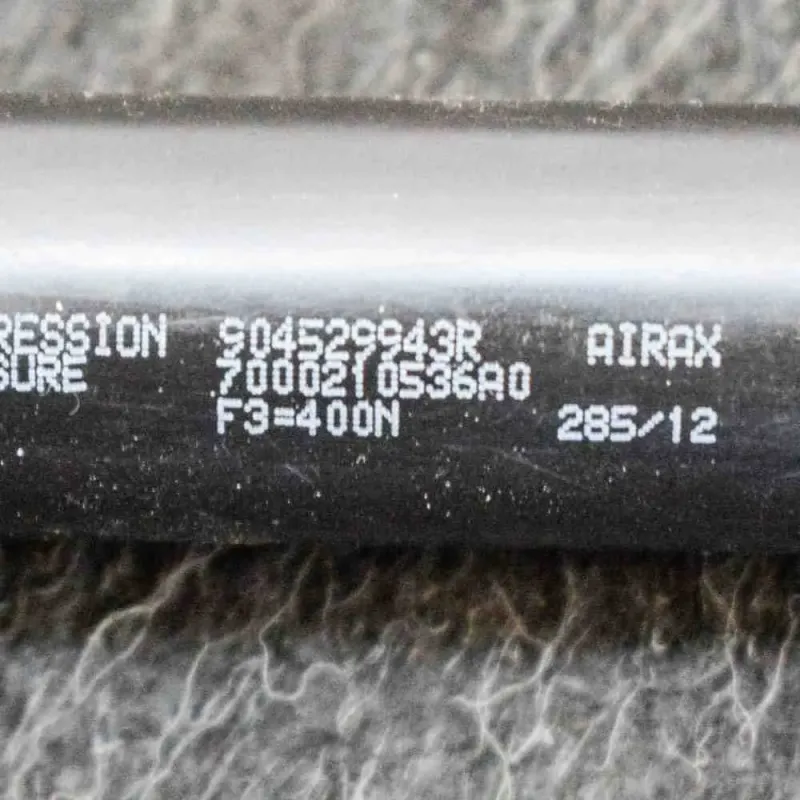 RESSION 904529943R AIRAX
SURE 7000210536A0
F3=400N 285/12